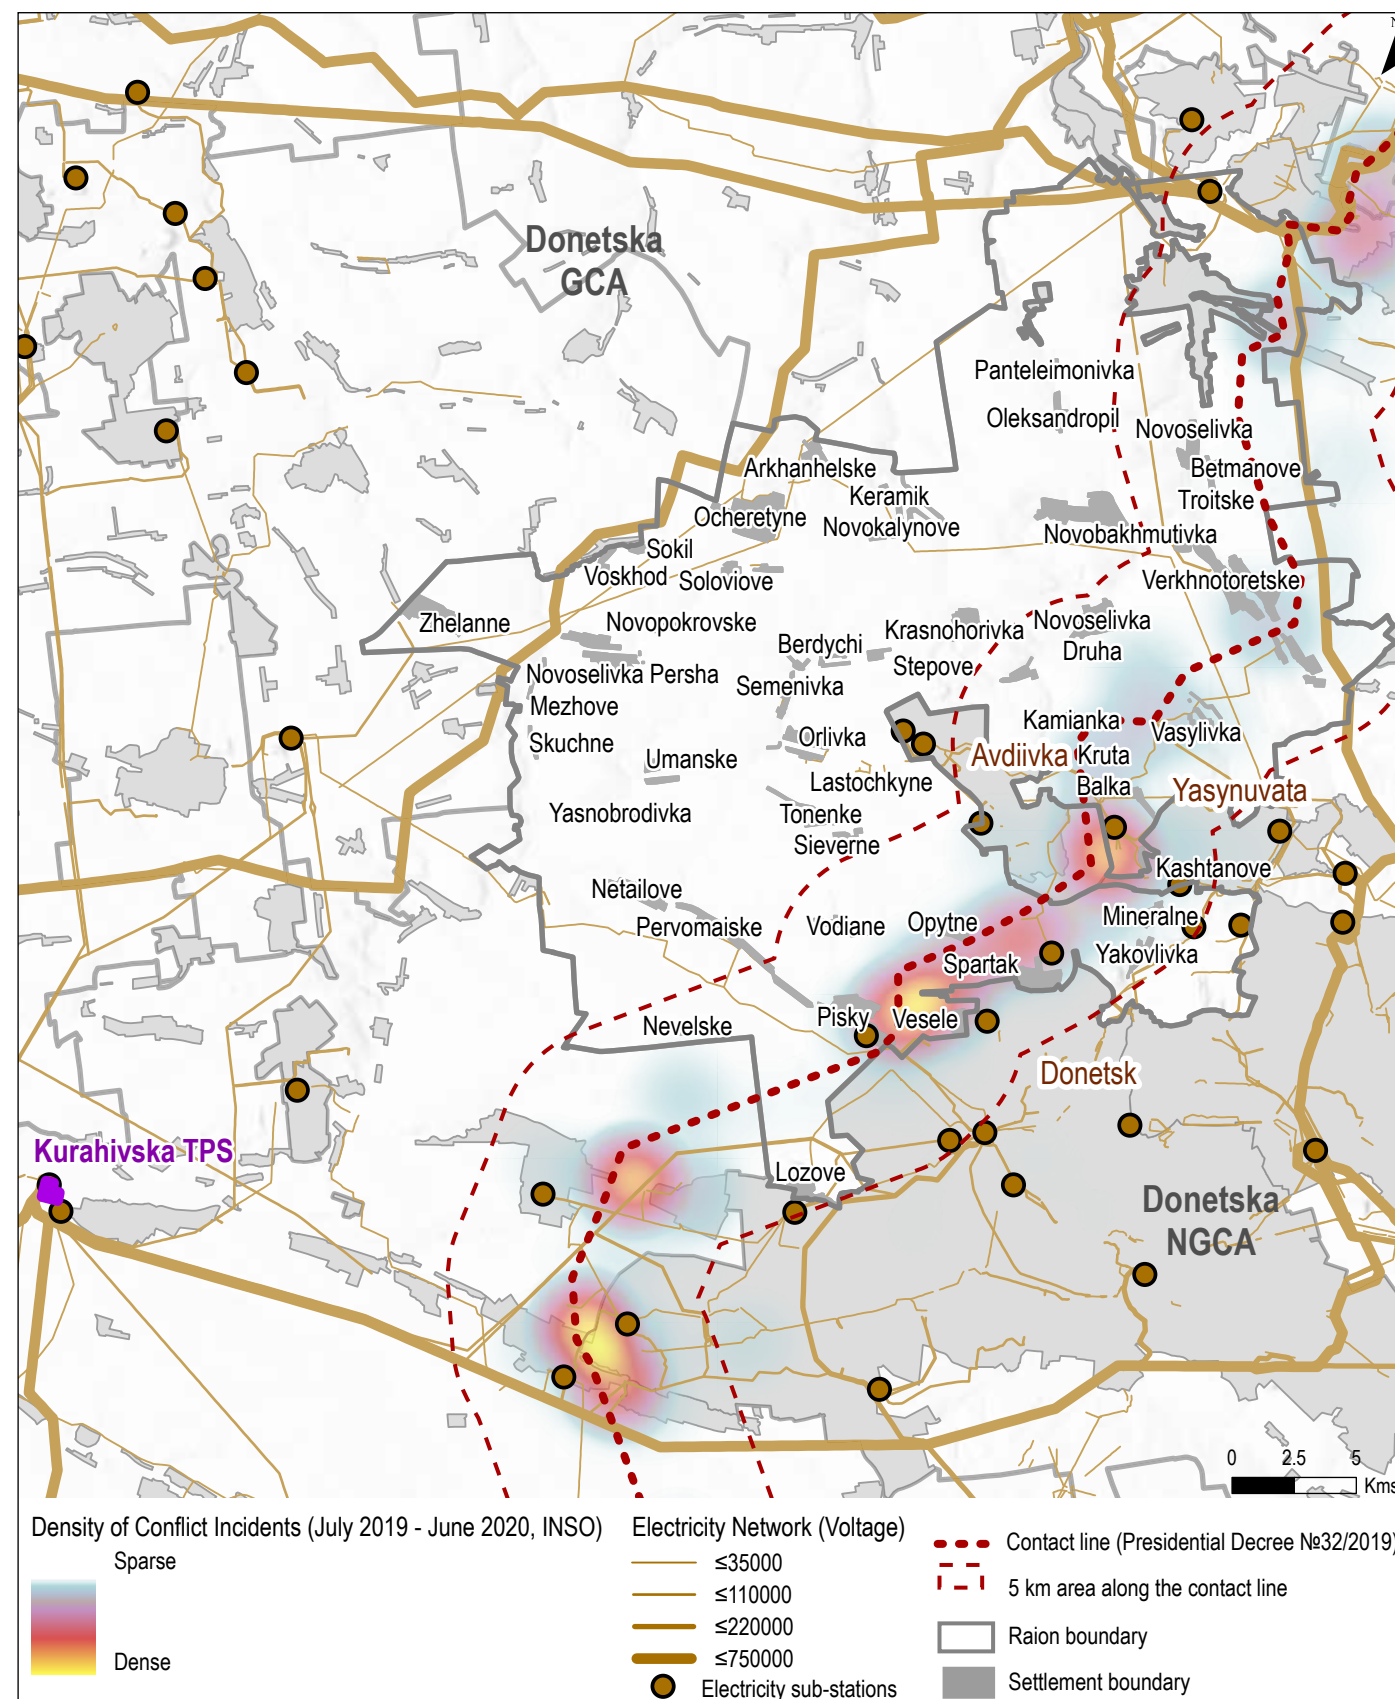 N
Donetska
GCA
Panteleimonivka
Oleksandropil
Novoselivka
Arkhanhelske
Betmanove
Keramik
Troitske
Ocheretyne
Novokalynove
Novobakhmutivka
Sokil
Voskhod
Soloviove
Verkhnotoretske
Zhelanne
Novopokrovske
Krasnohorivka
Novoselivka
Druha
Berdychi
Stepove
Novoselivka Persha
Semenivka
Mezhove
Kamianka
Skuchne
Orlivka
Vasylivka
Avdiivka
Kruta
Balka
Umanske
Lastochkyne
Yasynuvata
Yasnobrodivka
Tonenke
Sieverne
Kashtanove
Netailove
Pervomaiske
Vodiane
Opytne
Mineralne
Spartak
Yakovlivka
Pisky
Vesele
Nevelske
Donetsk
Kurahivska TPS
Lozove
Donetska
NGCA
0 2.5 5
Kms
Density of Conflict Incidents (July 2019 - June 2020, INSO)
Sparse
Dense
Electricity Network (Voltage)
≤35000
≤110000
≤220000
≤750000
Electricity sub-stations
Contact line (Presidential Decree №32/2019)
5 km area along the contact line
Raion boundary
Settlement boundary